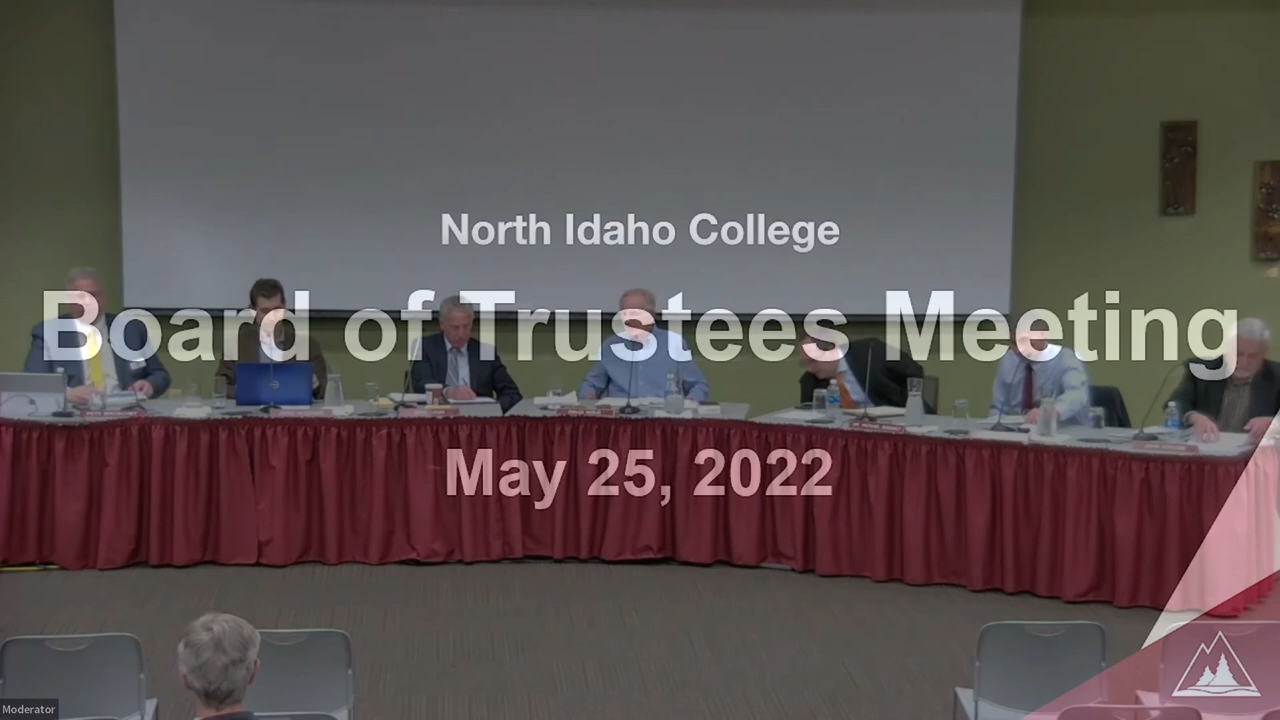 North Idaho College
Board of Trustees Meeting
May 25, 2022
Moderator